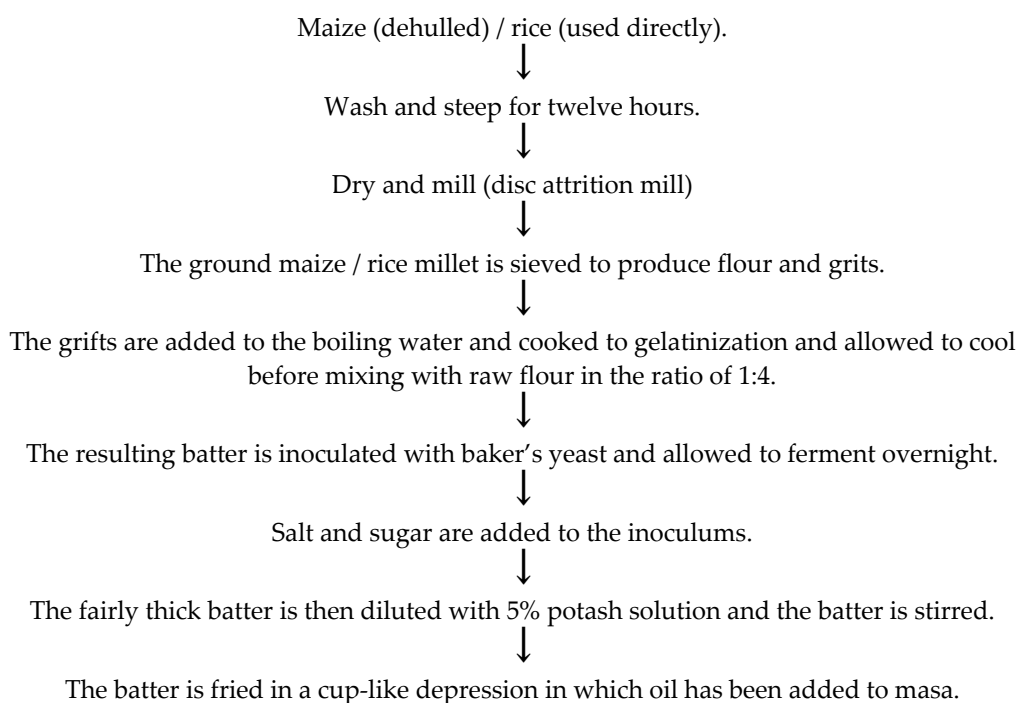 Maize (dehulled) / rice (used directly).
Wash and steep for twelve hours.
Dry and mill (disc attrition mill)
The ground maize / rice millet is sieved to produce flour and grits.
The grifts are added to the boiling water and cooked to gelatinization and allowed to cool
before mixing with raw flour in the ratio of 1:4.
The resulting batter is inoculated with baker’s yeast and allowed to ferment overnight.
Salt and sugar are added to the inoculums.
The fairly thick batter is then diluted with 5% potash solution and the batter is stirred.
The batter is fried in a cup-like depression in which oil has been added to masa.